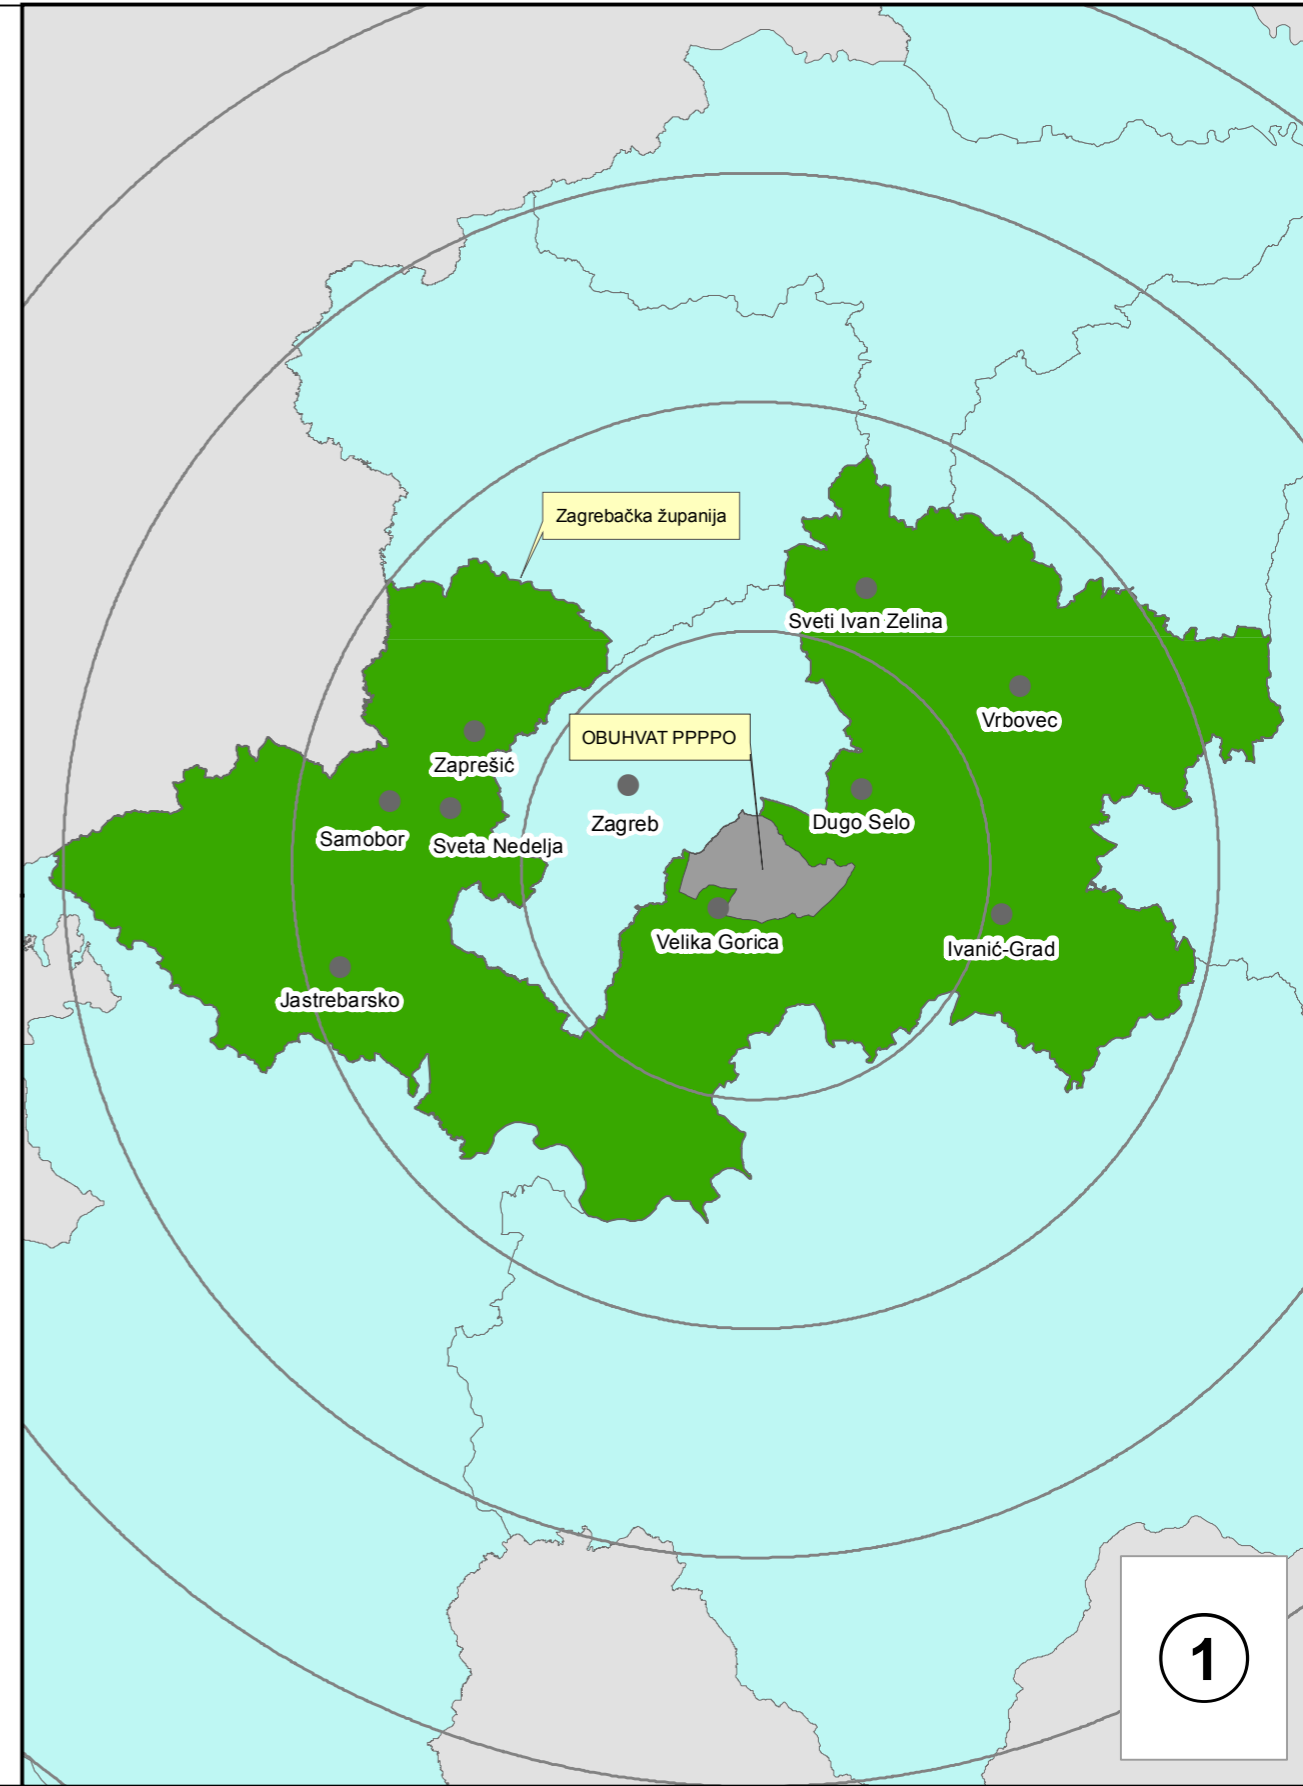 Zagrebačka županija
Sveti Ivan Zelina
Vrbovec
OBUHVAT PPPPO
Zaprešić
Zagreb
Dugo Selo
Samobor
Sveta Nedelja
Velika Gorica
Ivanić-Grad
Jastrebarsko
1